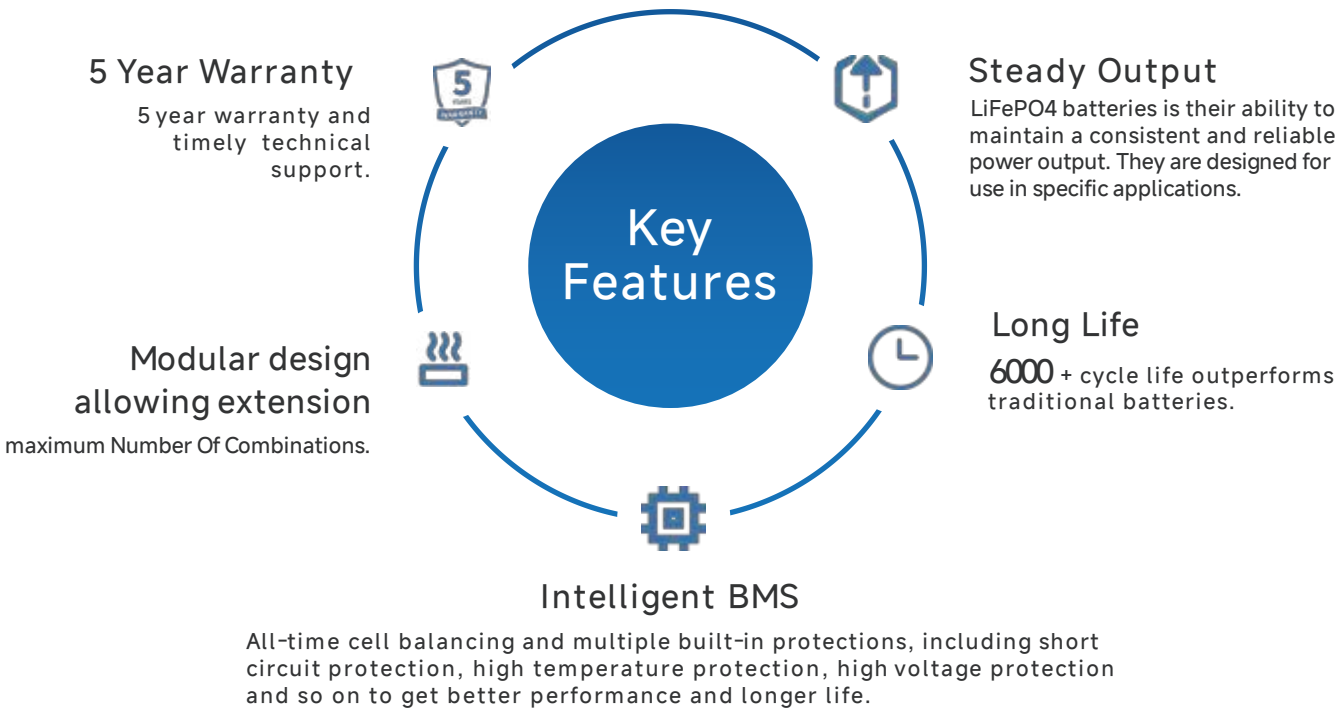 Key
Features
5 Year Warranty
5 year warranty and
timely technical
support.
5
Steady Output
LiFePO4 batteries is their ability to
maintain a consistent and reliable
power output. They are designed for
use in specific applications.
Long Life
6000 + cycle life outperforms
traditional batteries.
Intelligent BMS
All-time cell balancing and multiple built-in protections, including short
circuit protection, high temperature protection, high voltage protection
and so on to get better performance and longer life.
Modular design
allowing extension
maximum Number Of Combinations.